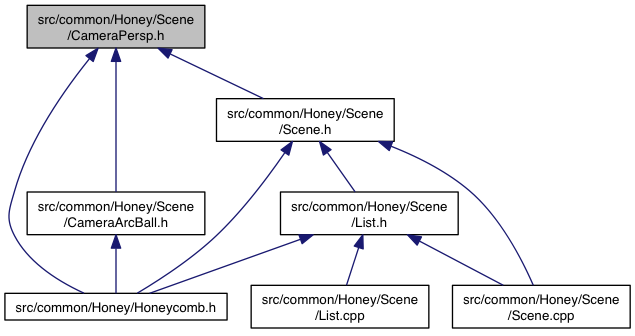 src/common/Honey/Scene
/CameraPersp.h
src/common/Honey/Scene
/Scene.h
src/common/Honey/Scene
/CameraArcBall.h
src/common/Honey/Scene
/List.h
src/common/Honey/Honeycomb.h
src/common/Honey/Scene
/List.cpp
src/common/Honey/Scene
/Scene.cpp